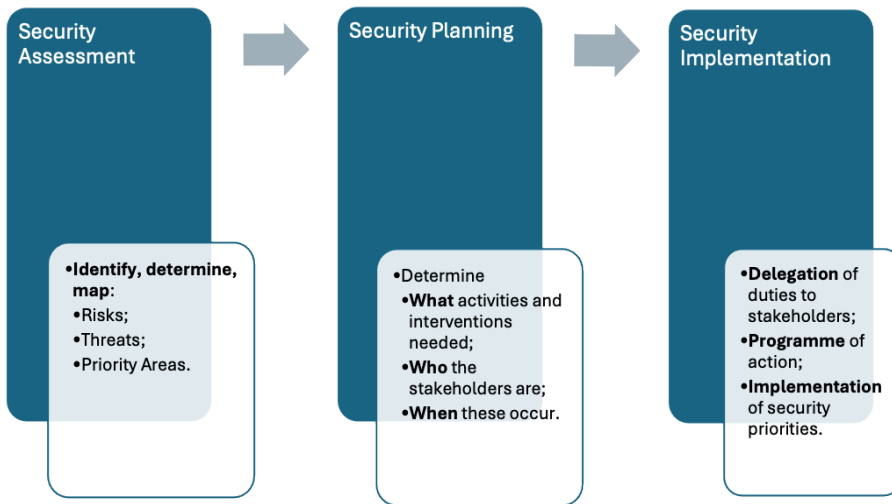 Security
Assessment
•Identify, determine,
map:
•Risks;
•Threats;
•Priority Areas.
Security Planning
•Determine
•What activities and
interventions
needed;
•Who the
stakeholders are;
•When these occur.
Security
Implementation
•Delegation of
duties to
stakeholders;
•Programme of
action;
•Implementation
of security
priorities.